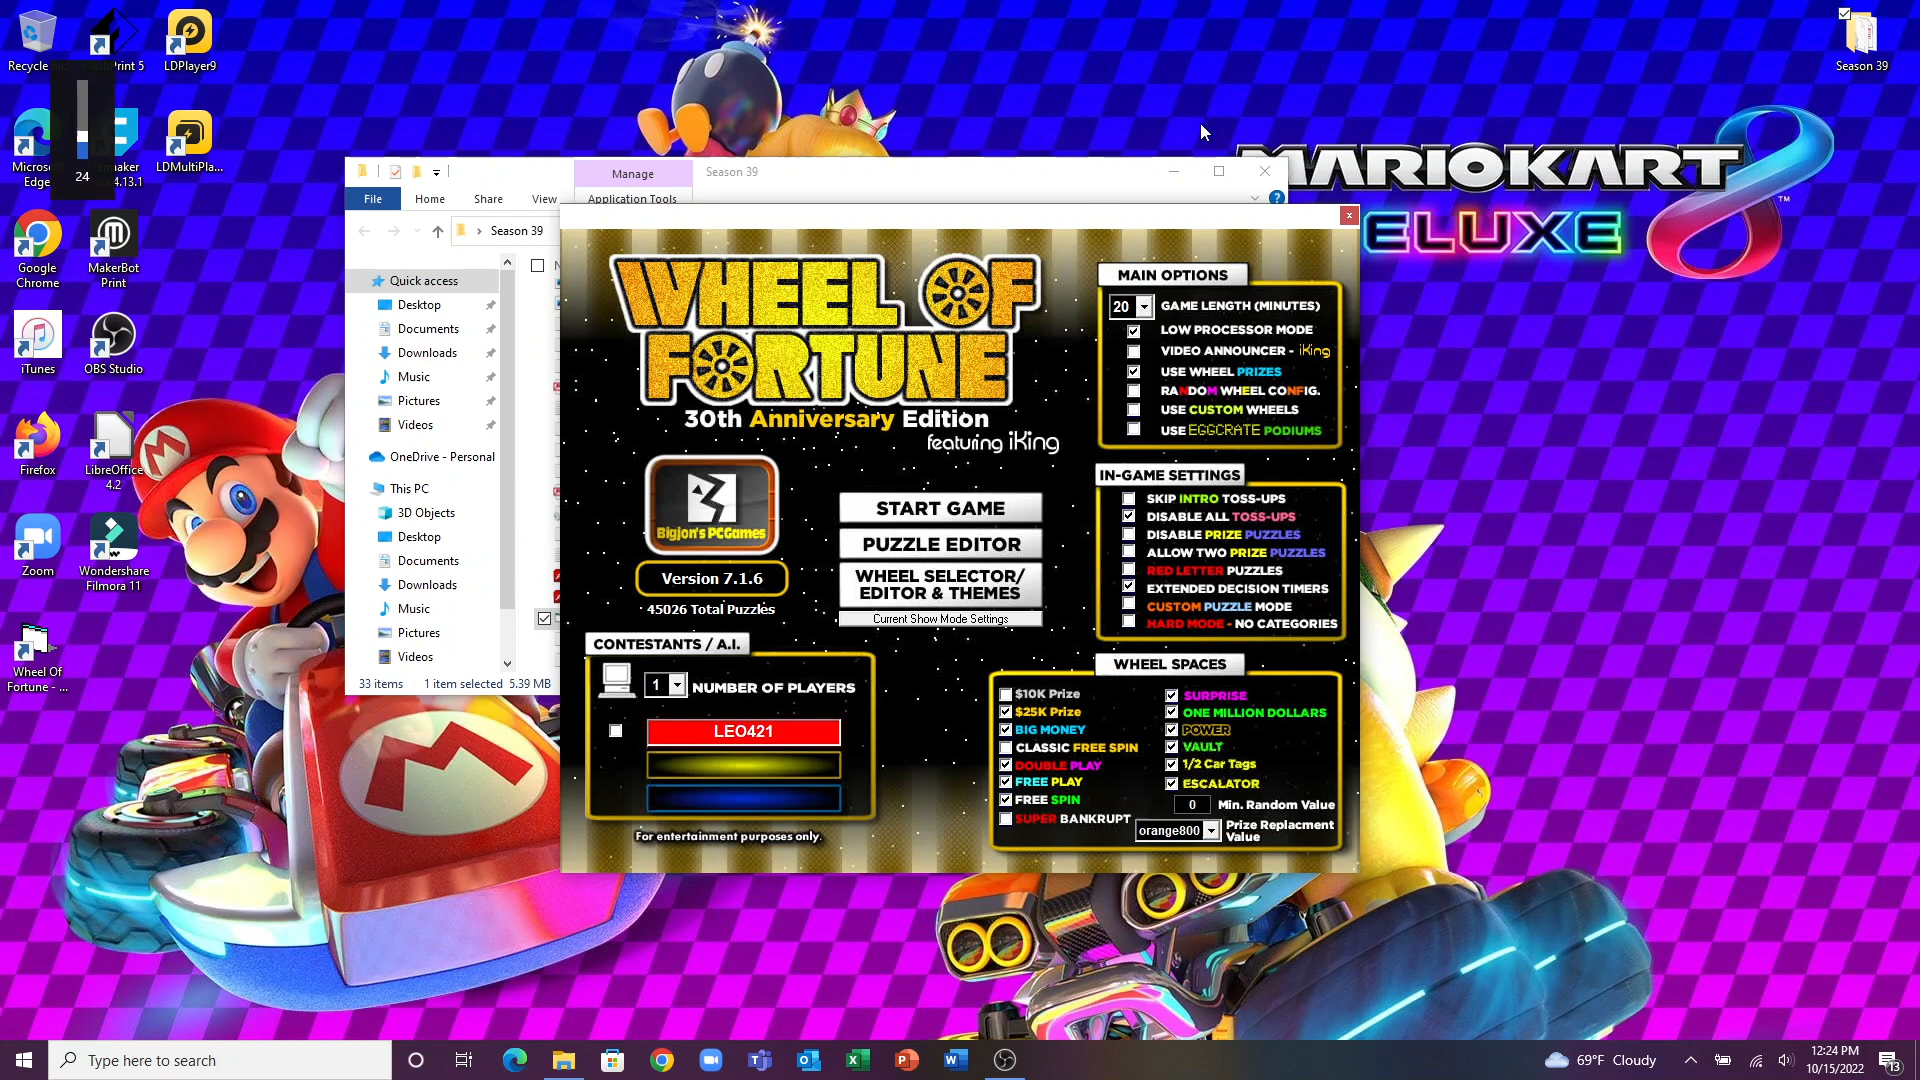 Recycle
Print 5
LDPlayer9
Season 39
24
Edge
4.13.1
LDMultiPla...
MARIOKART 8
ELUXE
TM
Google
Chrome
MakerBot
Print
iTunes
OBS Studio
Firefox
LibreOffice
4.2
Zoom
Wondershare
Filmora 11
Wheel Of
Fortune - ...
Manage
Season 39
File
Home
Share
View
Application Tools
Season 39
Quick access
Desktop
Documents
Downloads
Music
Pictures
Videos
OneDrive - Personal
This PC
3D Objects
Desktop
Documents
Downloads
Music
Pictures
Videos
33 items
1 item selected 5.39 MB
WHEEL OF
FORTUNE
30th Anniversary Edition
featuring iKing
Bigjon's PCGames
Version 7.1.6
45026 Total Puzzles
START GAME
PUZZLE EDITOR
WHEEL SELECTOR/
EDITOR & THEMES
Current Show Mode Settings
CONTESTANTS / A.I.
1 NUMBER OF PLAYERS
LEO421
For entertainment purposes only.
MAIN OPTIONS
20 GAME LENGTH (MINUTES)
LOW PROCESSOR MODE
VIDEO ANNOUNCER - iKing
USE WHEEL PRIZES
RANDOM WHEEL CONFIG.
USE CUSTOM WHEELS
USE EGGCRATE PODIUMS
IN-GAME SETTINGS
SKIP INTRO TOSS-UPS
DISABLE ALL TOSS-UPS
DISABLE PRIZE PUZZLES
ALLOW TWO PRIZE PUZZLES
RED LETTER PUZZLES
EXTENDED DECISION TIMERS
CUSTOM PUZZLE MODE
HARD MODE - NO CATEGORIES
WHEEL SPACES
$10K Prize
$25K Prize
BIG MONEY
CLASSIC FREE SPIN
DOUBLE PLAY
FREE PLAY
FREE SPIN
SUPER BANKRUPT
SURPRISE
ONE MILLION DOLLARS
POWER
VAULT
1/2 Car Tags
ESCALATOR
0 Min. Random Value
orange800 Prize Replacment
Value
Type here to search
69°F Cloudy
12:24 PM
10/15/2022
13